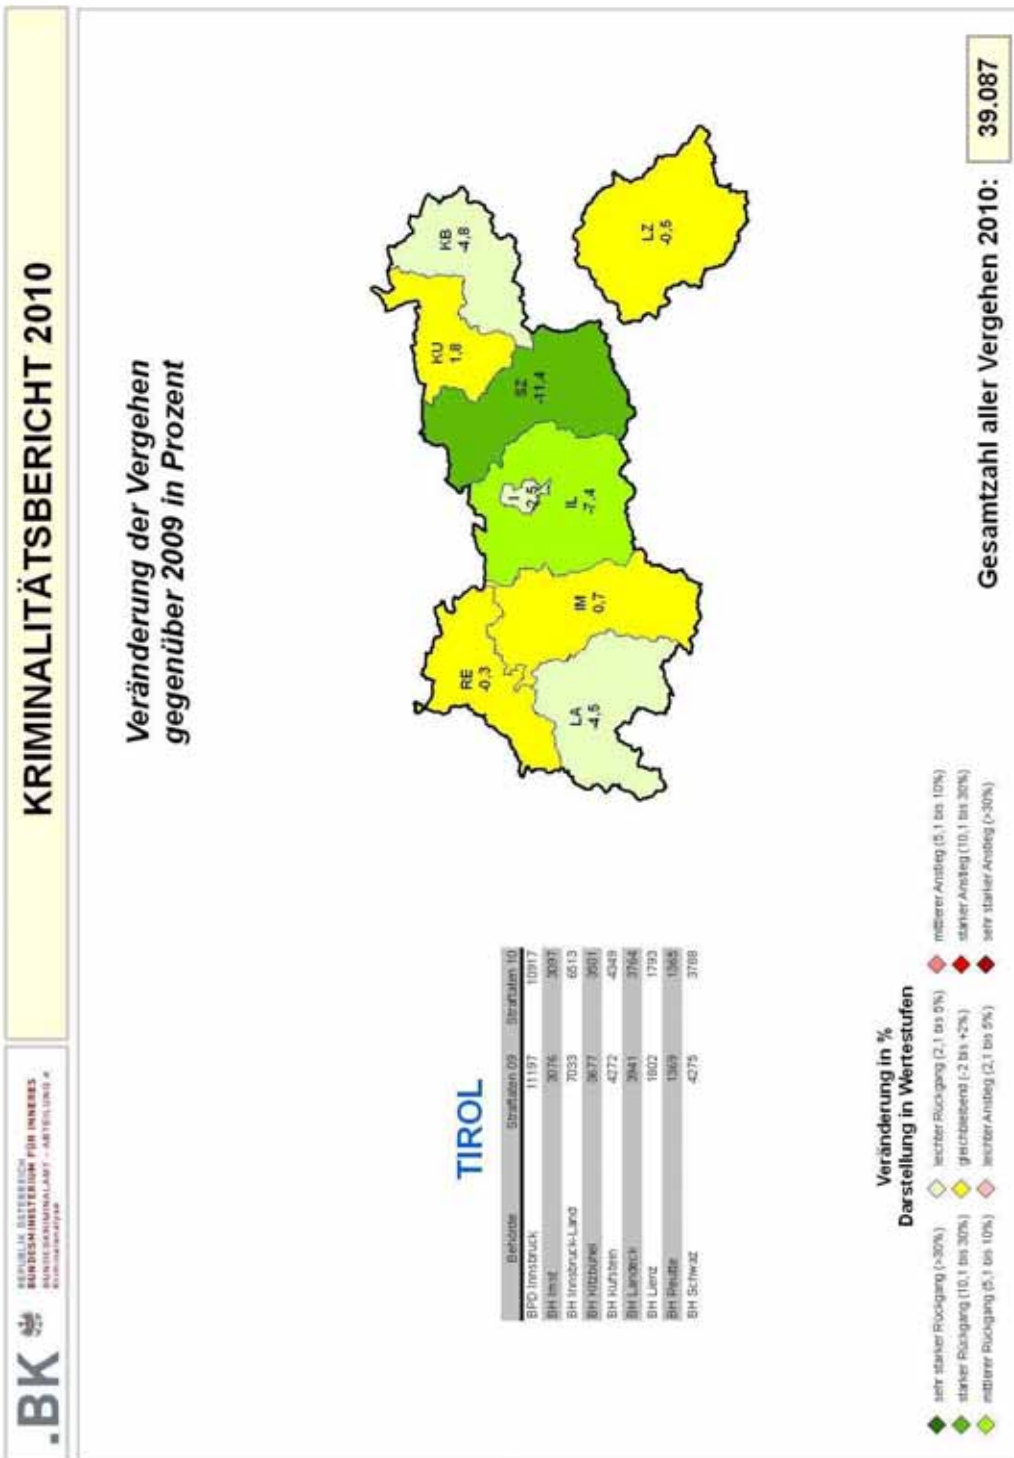 .BK
REPUBLIK ÖSTERREICH
BUNDESMINISTERIUM FÜR INNERES
BUNDESKRIMINALAMT - ABTEILUNG 4
Kriminalanalyse
KRIMINALITÄTSBERICHT 2010
Veränderung der Vergehen
gegenüber 2009 in Prozent
TIROL
Behörde Straftaten 09 Straftaten 10
BPD Innsbruck 11197 10917
BH Imst 3076 3097
BH Innsbruck-Land 7033 6513
BH Kitzbühel 3677 3501
BH Kufstein 4272 4349
BH Landeck 3941 3764
BH Lienz 1802 1793
BH Reutte 1369 1365
BH Schwaz 4275 3788
RE
-0,3
LA
-4,5
IM
0,7
I
-2,5
IL
-7,4
SZ
-11,4
KU
1,8
KB
-4,8
LZ
-0,5
Veränderung in %
Darstellung in Wertestufen
sehr starker Rückgang (>30%)
starker Rückgang (10,1 bis 30%)
mittlerer Rückgang (5,1 bis 10%)
leichter Rückgang (2,1 bis 5%)
gleichbleibend (-2 bis +2%)
leichter Anstieg (2,1 bis 5%)
mittlerer Anstieg (5,1 bis 10%)
starker Anstieg (10,1 bis 30%)
sehr starker Anstieg (>30%)
Gesamtzahl aller Vergehen 2010: 39.087